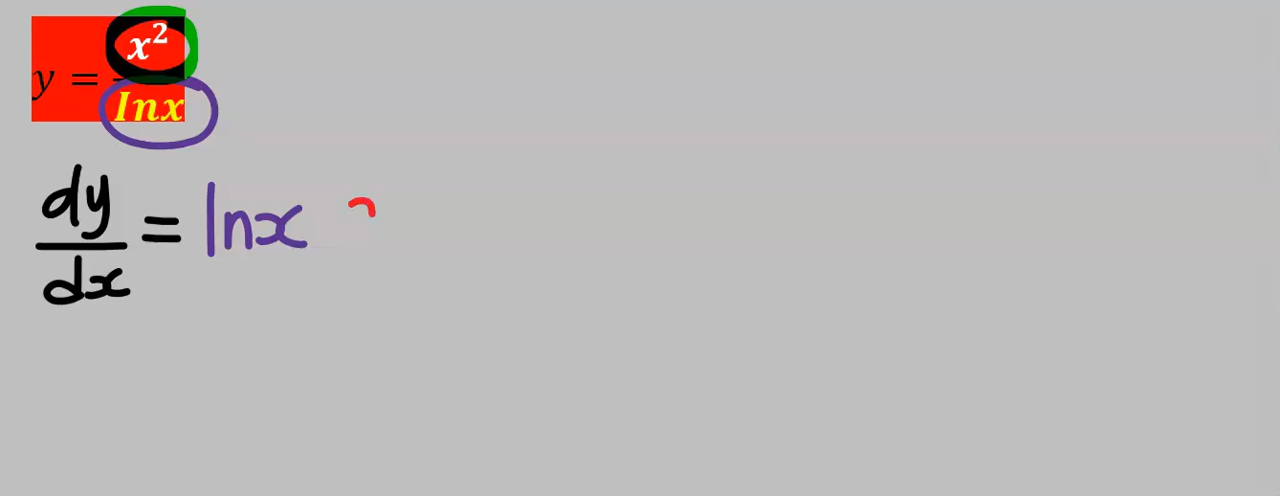 y = x²/lnx
dy/dx = lnx